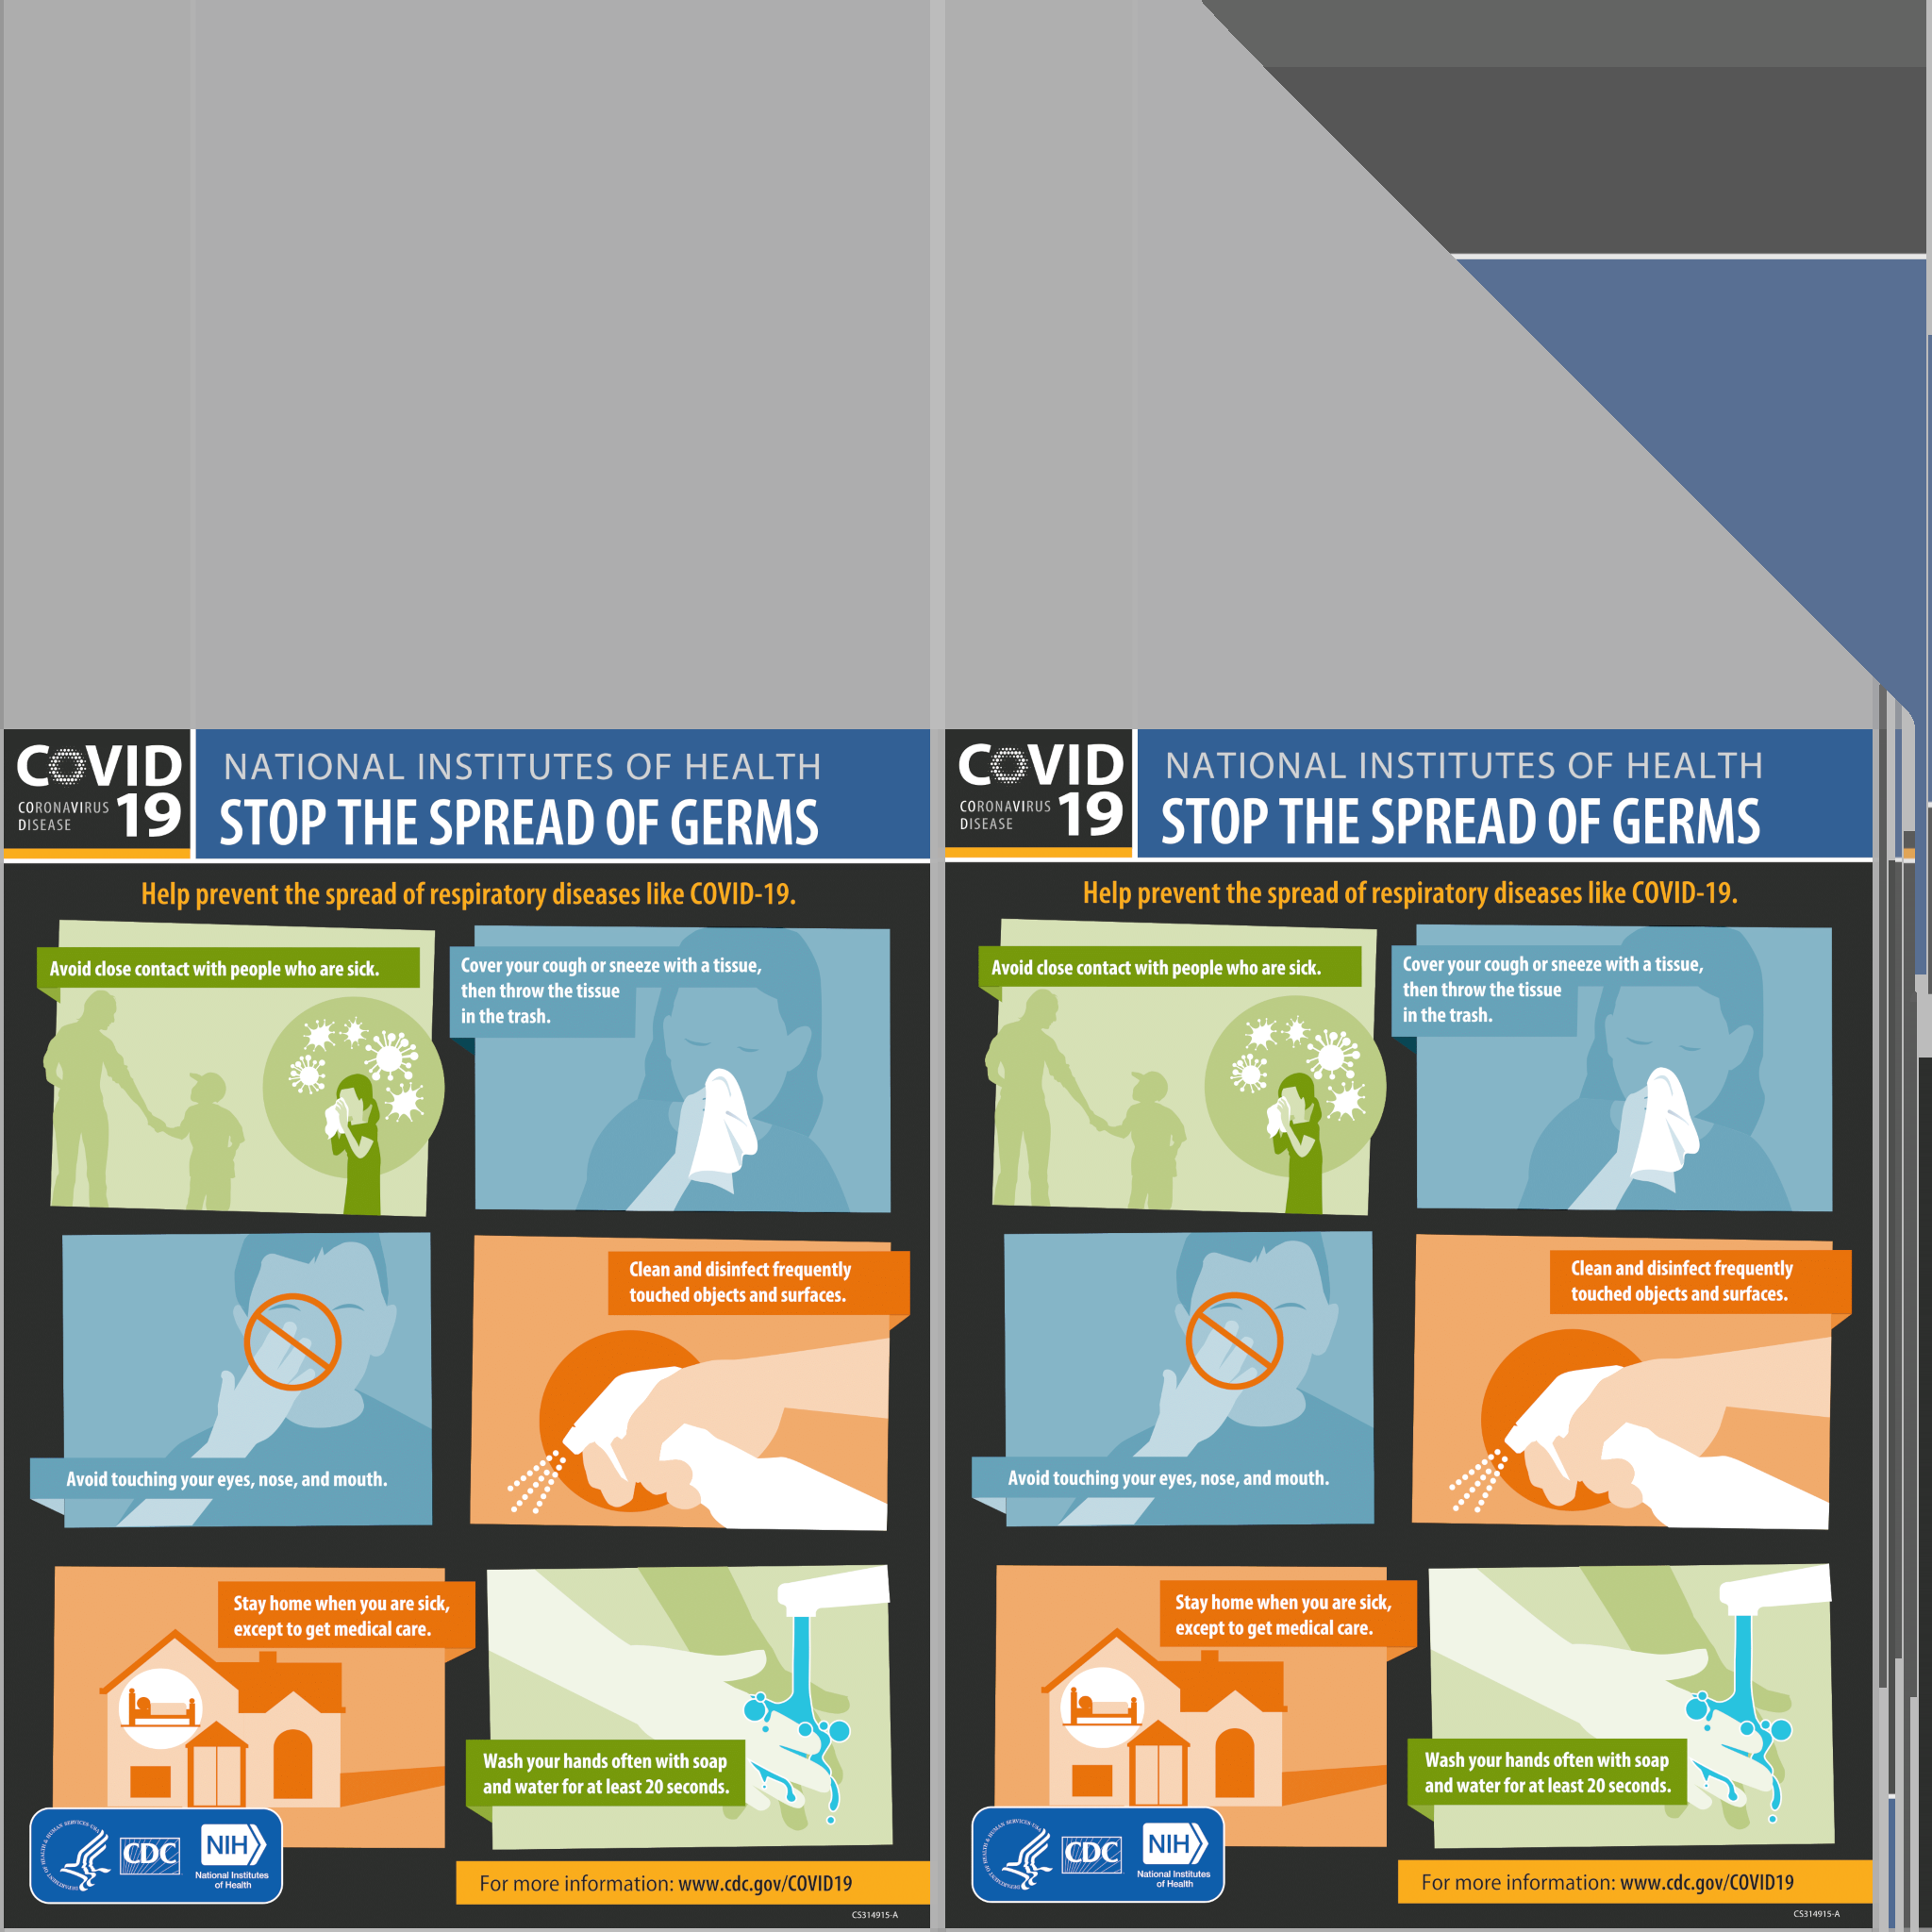 COVID
CORONAVIRUS
DISEASE
19
NATIONAL INSTITUTES OF HEALTH
STOP THE SPREAD OF GERMS
Help prevent the spread of respiratory diseases like COVID-19.
Avoid close contact with people who are sick.
Cover your cough or sneeze with a tissue,
then throw the tissue
in the trash.
Avoid touching your eyes, nose, and mouth.
Clean and disinfect frequently
touched objects and surfaces.
Stay home when you are sick,
except to get medical care.
Wash your hands often with soap
and water for at least 20 seconds.
CDC
NIH
National Institutes
of Health
For more information: www.cdc.gov/COVID19
CS314915-A
COVID
CORONAVIRUS
DISEASE
19
NATIONAL INSTITUTES OF HEALTH
STOP THE SPREAD OF GERMS
Help prevent the spread of respiratory diseases like COVID-19.
Avoid close contact with people who are sick.
Cover your cough or sneeze with a tissue,
then throw the tissue
in the trash.
Avoid touching your eyes, nose, and mouth.
Clean and disinfect frequently
touched objects and surfaces.
Stay home when you are sick,
except to get medical care.
Wash your hands often with soap
and water for at least 20 seconds.
CDC
NIH
National Institutes
of Health
For more information: www.cdc.gov/COVID19
CS314915-A